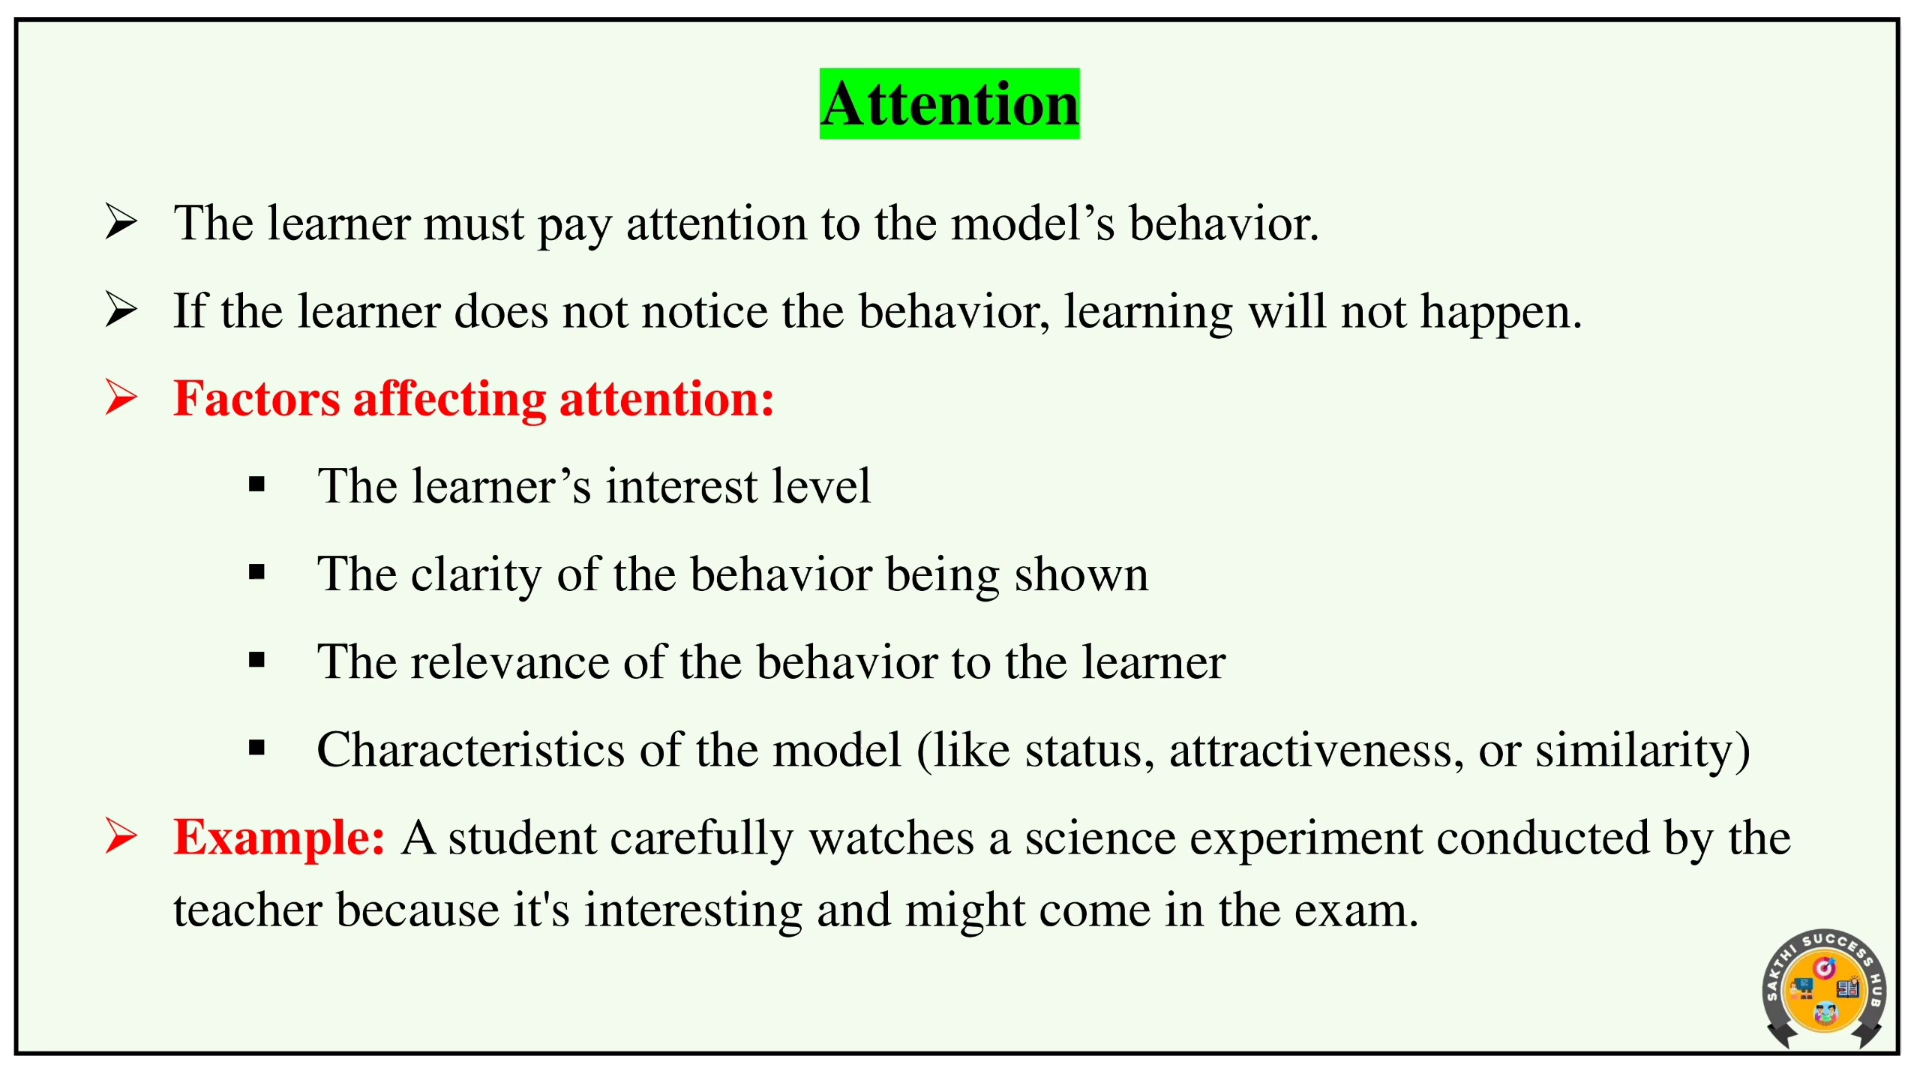 Attention
➢ The learner must pay attention to the model’s behavior.
➢ If the learner does not notice the behavior, learning will not happen.
➢ Factors affecting attention:
▪ The learner’s interest level
▪ The clarity of the behavior being shown
▪ The relevance of the behavior to the learner
▪ Characteristics of the model (like status, attractiveness, or similarity)
➢ Example: A student carefully watches a science experiment conducted by the
teacher because it's interesting and might come in the exam.
SAKTHI SUCCESS HUB